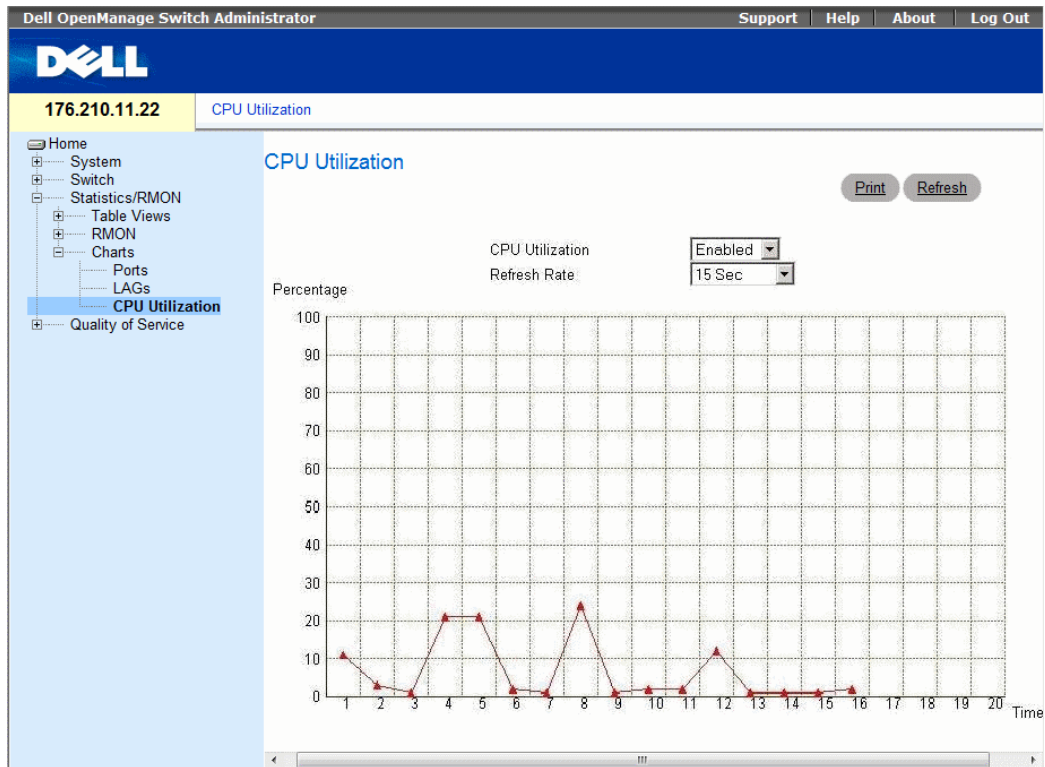 Dell OpenManage Switch Administrator
Support | Help | About | Log Out
DELL
176.210.11.22
CPU Utilization
Home
System
Switch
Statistics/RMON
Table Views
RMON
Charts
Ports
LAGs
CPU Utilization
Quality of Service
CPU Utilization
Print Refresh
CPU Utilization Enabled
Refresh Rate 15 Sec
Percentage
100
90
80
70
60
50
40
30
20
10
0
1 2 3 4 5 6 7 8 9 10 11 12 13 14 15 16 17 18 19 20
Time